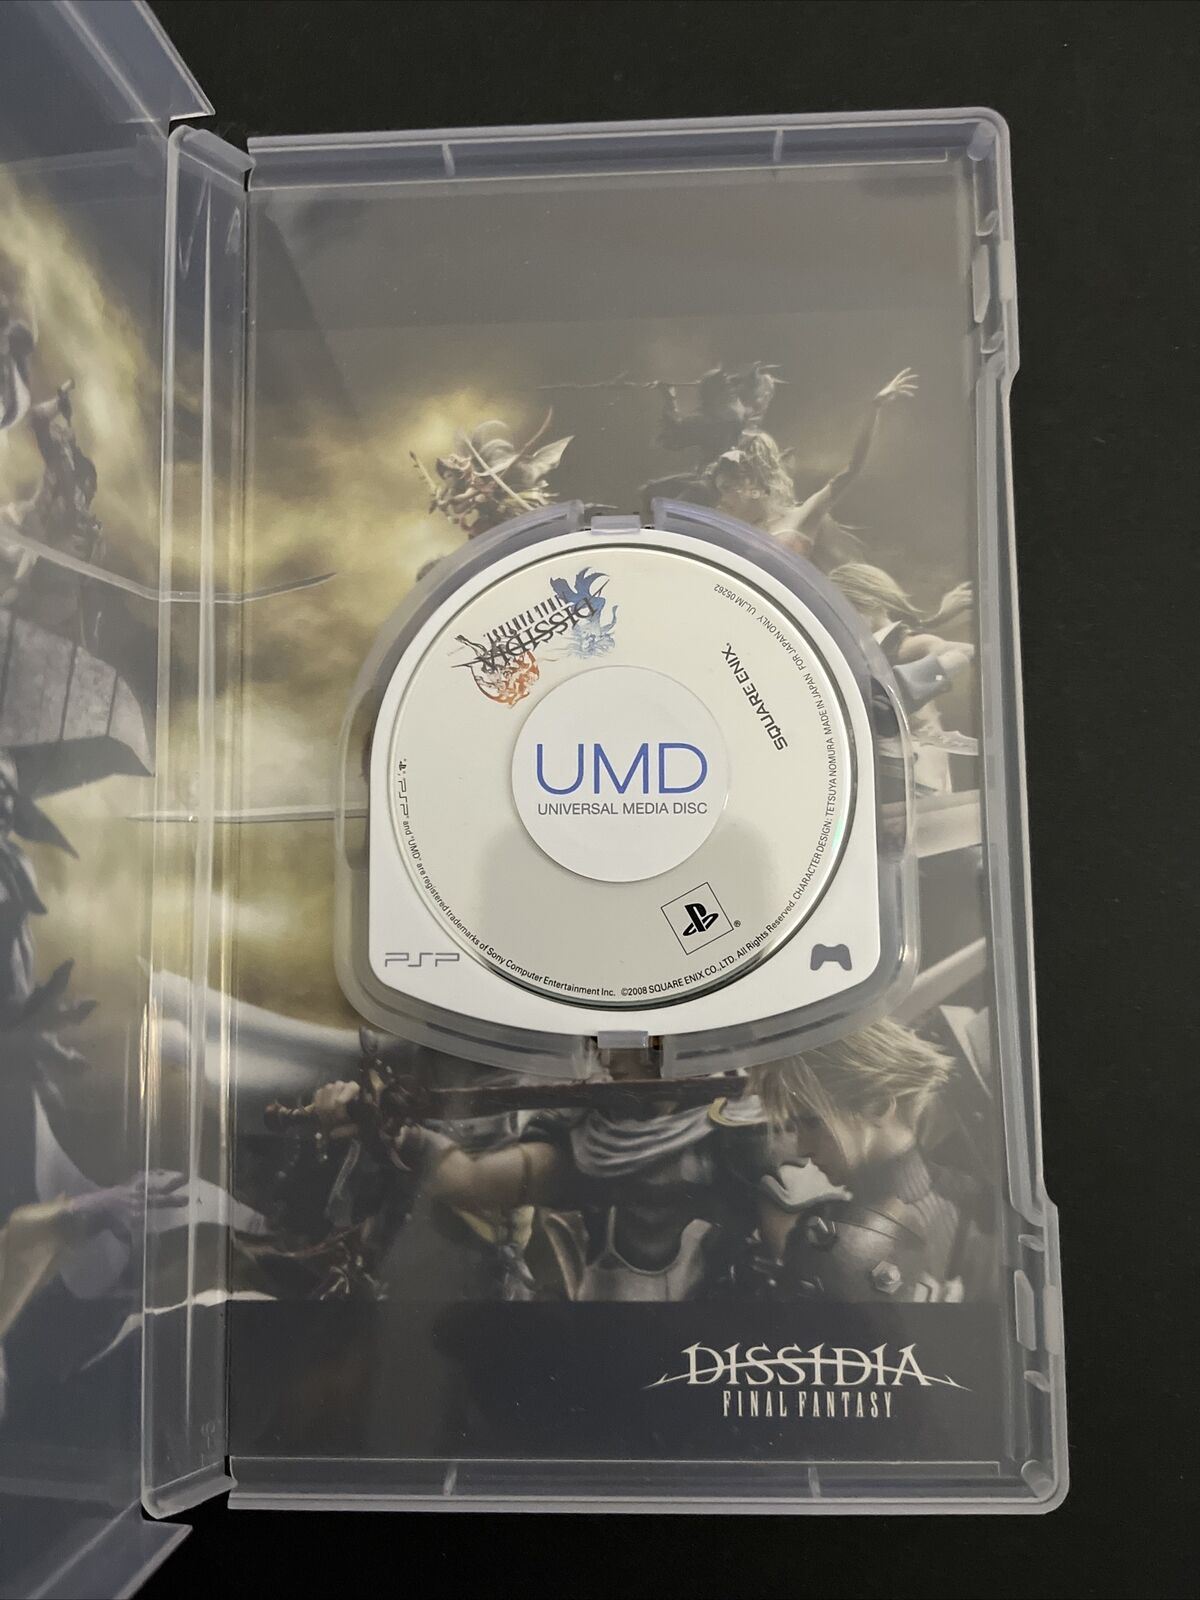 DISSIDIA
FINAL FANTASY
FOR JAPAN ONLY ULJM 05262
SQUARE ENIX.
UMD
UNIVERSAL MEDIA DISC
"PSP" and "UMD" are registered trademarks of Sony Computer Entertainment Inc. ©2008 SQUARE ENIX CO., LTD. All Rights Reserved. CHARACTER DESIGN: TETSUYA NOMURA MADE IN JAPAN
®
PSP
DISSIDIA
FINAL FANTASY